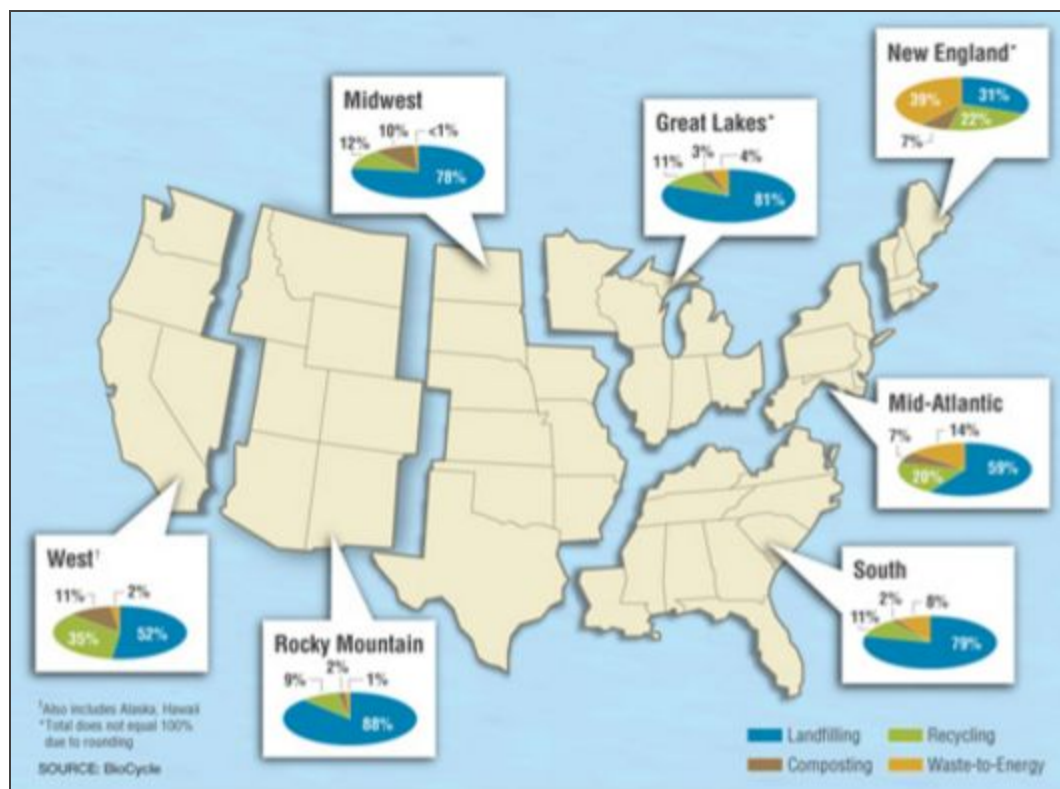 New England*
39%
31%
22%
7%
Midwest
10%
<1%
12%
78%
Great Lakes*
3%
4%
11%
81%
Mid-Atlantic
7%
14%
20%
59%
West†
11%
2%
35%
52%
South
2%
8%
11%
79%
Rocky Mountain
2%
9%
1%
88%
†Also includes Alaska, Hawaii
*Total does not equal 100%
due to rounding
SOURCE: BioCycle
Landfilling
Recycling
Composting
Waste-to-Energy